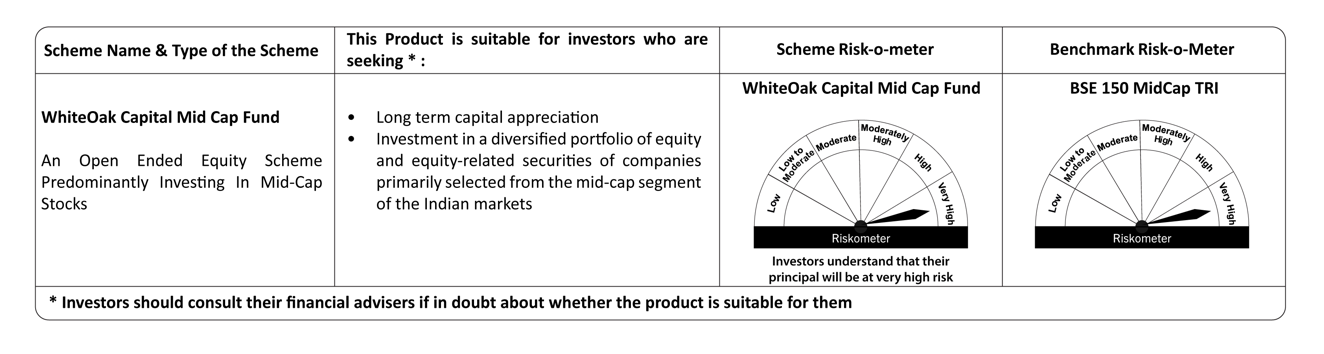 Scheme Name & Type of the Scheme
This Product is suitable for investors who are
seeking * :
Scheme Risk-o-meter
Benchmark Risk-o-Meter
WhiteOak Capital Mid Cap Fund
An Open Ended Equity Scheme
Predominantly Investing In Mid-Cap
Stocks
• Long term capital appreciation
• Investment in a diversified portfolio of equity
and equity-related securities of companies
primarily selected from the mid-cap segment
of the Indian markets
WhiteOak Capital Mid Cap Fund
Low
Low to
Moderate
Moderate
Moderately
High
High
Very High
Riskometer
Investors understand that their
principal will be at very high risk
BSE 150 MidCap TRI
Low
Low to
Moderate
Moderate
Moderately
High
High
Very High
Riskometer
* Investors should consult their financial advisers if in doubt about whether the product is suitable for them